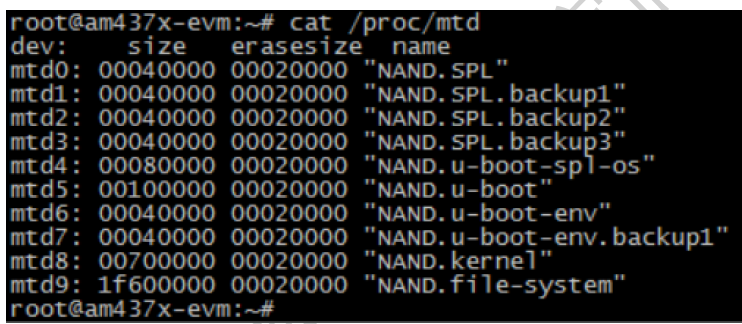 root@am437x-evm:~# cat /proc/mtd
dev:    size   erasesize  name
mtd0: 00040000 00020000 "NAND.SPL"
mtd1: 00040000 00020000 "NAND.SPL.backup1"
mtd2: 00040000 00020000 "NAND.SPL.backup2"
mtd3: 00040000 00020000 "NAND.SPL.backup3"
mtd4: 00080000 00020000 "NAND.u-boot-spl-os"
mtd5: 00100000 00020000 "NAND.u-boot"
mtd6: 00040000 00020000 "NAND.u-boot-env"
mtd7: 00040000 00020000 "NAND.u-boot-env.backup1"
mtd8: 00700000 00020000 "NAND.kernel"
mtd9: 1f600000 00020000 "NAND.file-system"
root@am437x-evm:~#